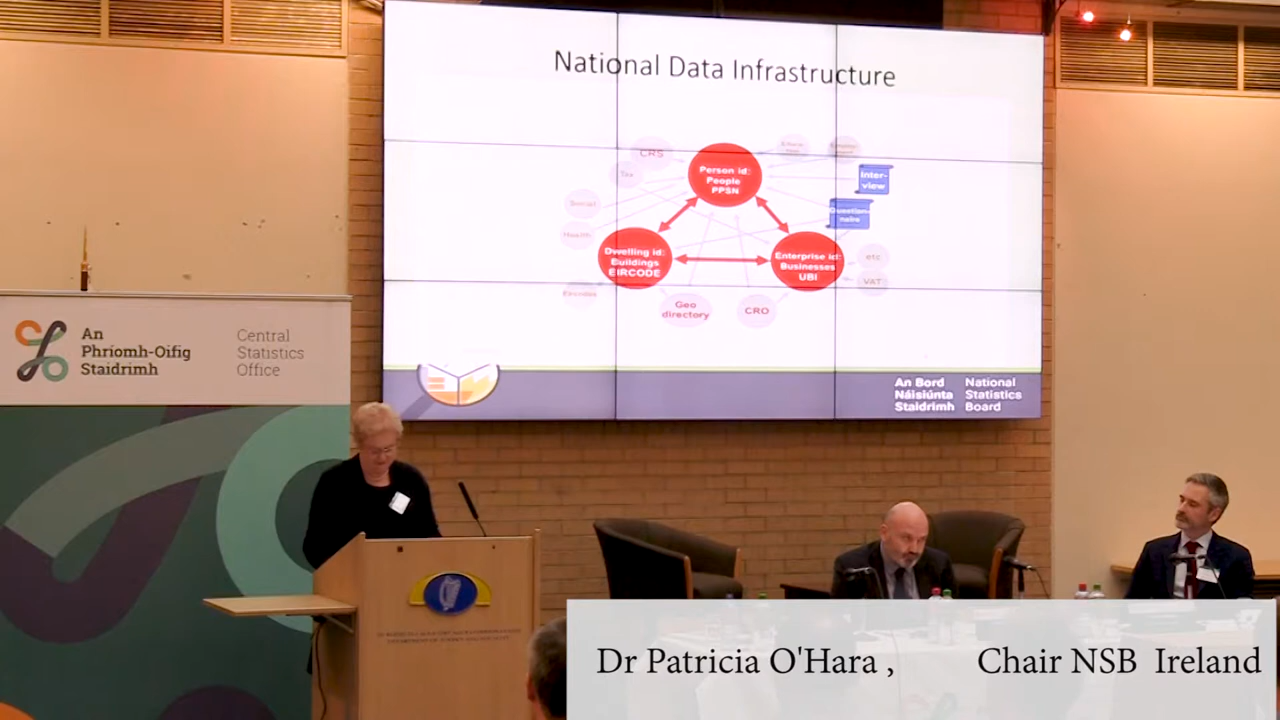 National Data Infrastructure
CRS
Tax
Social
Health
Person id:
People
PPSN
Inter-
view
Question-
naire
Dwelling id:
Buildings
EIRCODE
Enterprise id:
Businesses
UBI
etc
VAT
Geo
directory
CRO
An Bord
Náisiúnta
Staidrimh
National
Statistics
Board
An
Phríomh-Oifig
Staidrimh
Central
Statistics
Office
Dr Patricia O'Hara , Chair NSB Ireland